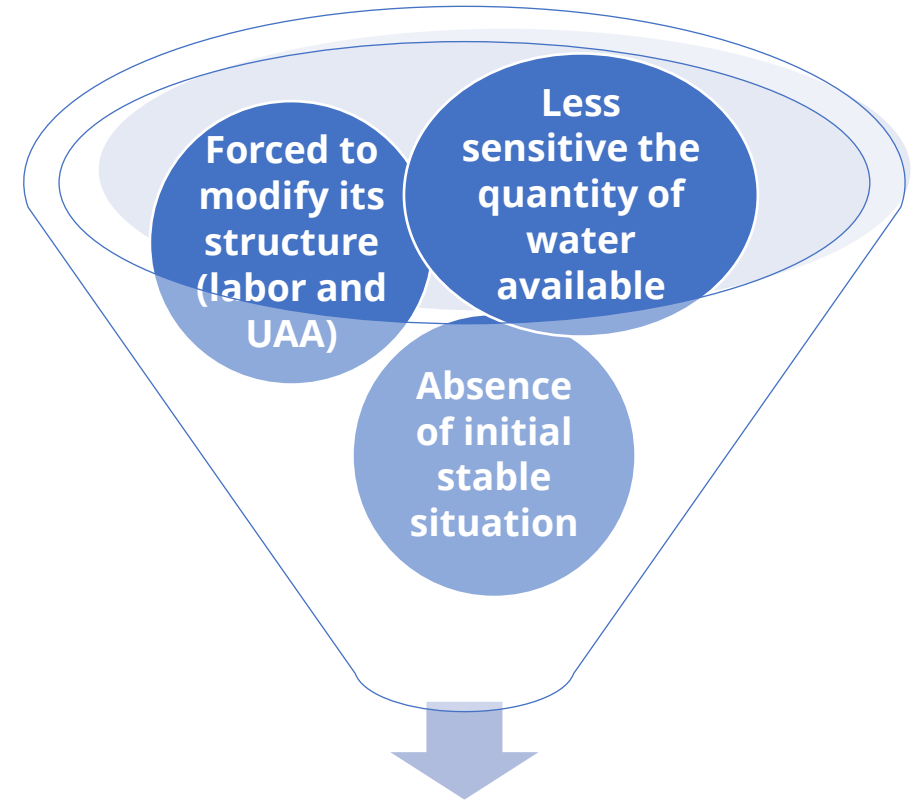 Forced to
modify its
structure
(labor and
UAA)
Less
sensitive the
quantity of
water
available
Absence
of initial
stable
situation